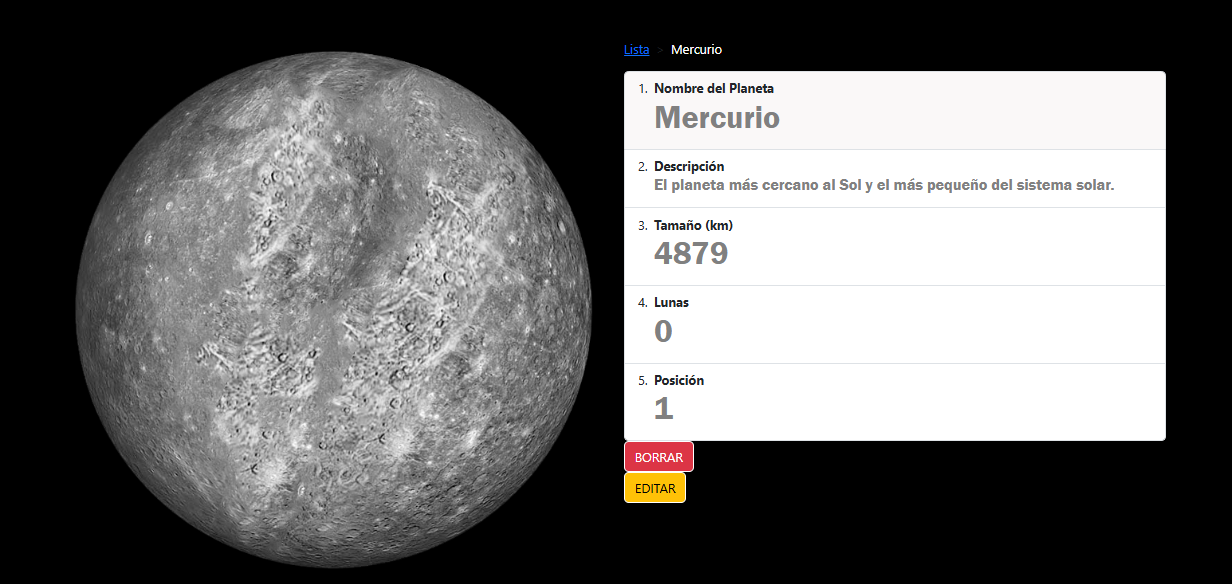 Lista > Mercurio
1. Nombre del Planeta
Mercurio
2. Descripción
El planeta más cercano al Sol y el más pequeño del sistema solar.
3. Tamaño (km)
4879
4. Lunas
0
5. Posición
1
BORRAR
EDITAR